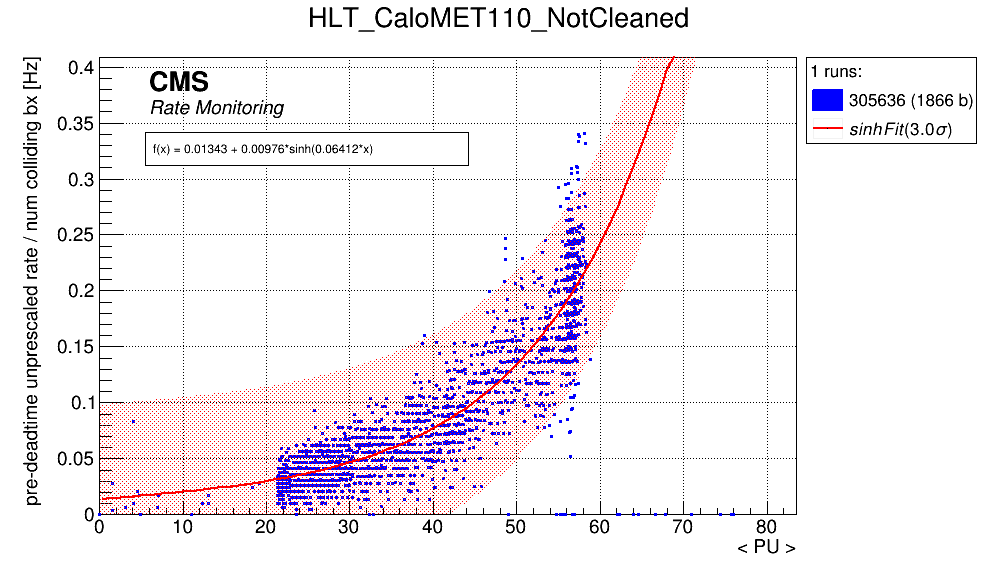 HLT_CaloMET110_NotCleaned
pre-deadtime unprescaled rate / num colliding bx [Hz]
CMS
Rate Monitoring
f(x) = 0.01343 + 0.00976*sinh(0.06412*x)
0.4
0.35
0.3
0.25
0.2
0.15
0.1
0.05
0
0 10 20 30 40 50 60 70 80
< PU >
1 runs:
305636 (1866 b)
sinhFit(3.0σ)